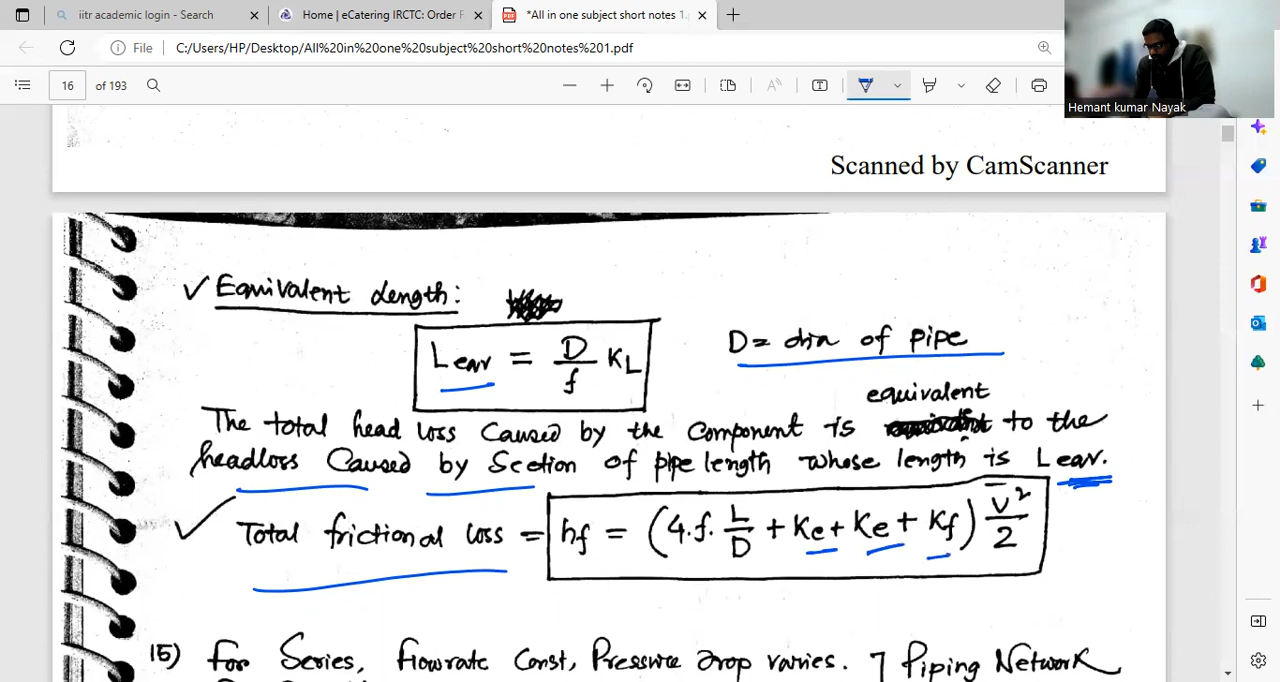 iitr academic login - Search
Home | eCatering IRCTC: Order F
*All in one subject short notes 1.p
File
C:/Users/HP/Desktop/All%20in%20one%20subject%20short%20notes%201.pdf
16 of 193
Hemant kumar Nayak
Scanned by CamScanner
Equivalent Length:
Lequ = D/f KL
D = dia of pipe
equivalent
The total head loss Caused by the Component is to the
headloss Caused by Section of pipe length whose length is Lequ.
Total frictional loss = hf = (4.f. L/D + Ke + Ke + Kf) V̅²/2
15) For Series, flowrate Const, Pressure drop varies. 7 Piping Network